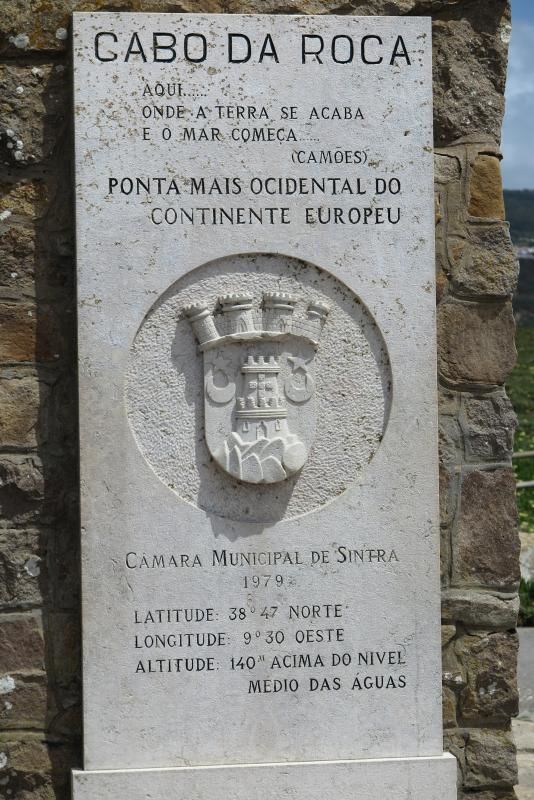 CABO DA ROCA
AQUI.....
ONDE A TERRA SE ACABA
E O MAR COMEÇA.....
(CAMÕES)
PONTA MAIS OCIDENTAL DO
CONTINENTE EUROPEU
CÂMARA MUNICIPAL DE SINTRA
1979
LATITUDE: 38° 47' NORTE
LONGITUDE: 9° 30 OESTE
ALTITUDE: 140ᴹ ACIMA DO NIVEL
MÉDIO DAS ÁGUAS